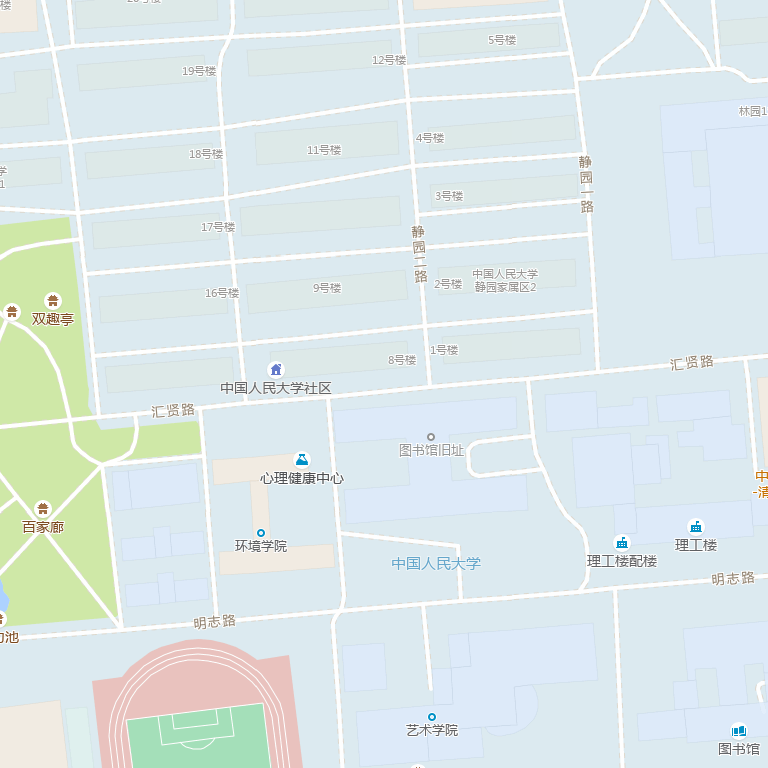 5号楼
12号楼
19号楼
林园1
4号楼
11号楼
18号楼
静园一路
3号楼
17号楼
静园二路
中国人民大学
静园家属区2
2号楼
9号楼
16号楼
双趣亭
1号楼
8号楼
汇贤路
中国人民大学社区
汇贤路
图书馆旧址
心理健康中心
中
-清
百家廊
环境学院
理工楼
理工楼配楼
中国人民大学
明志路
明志路
艺术学院
图书馆